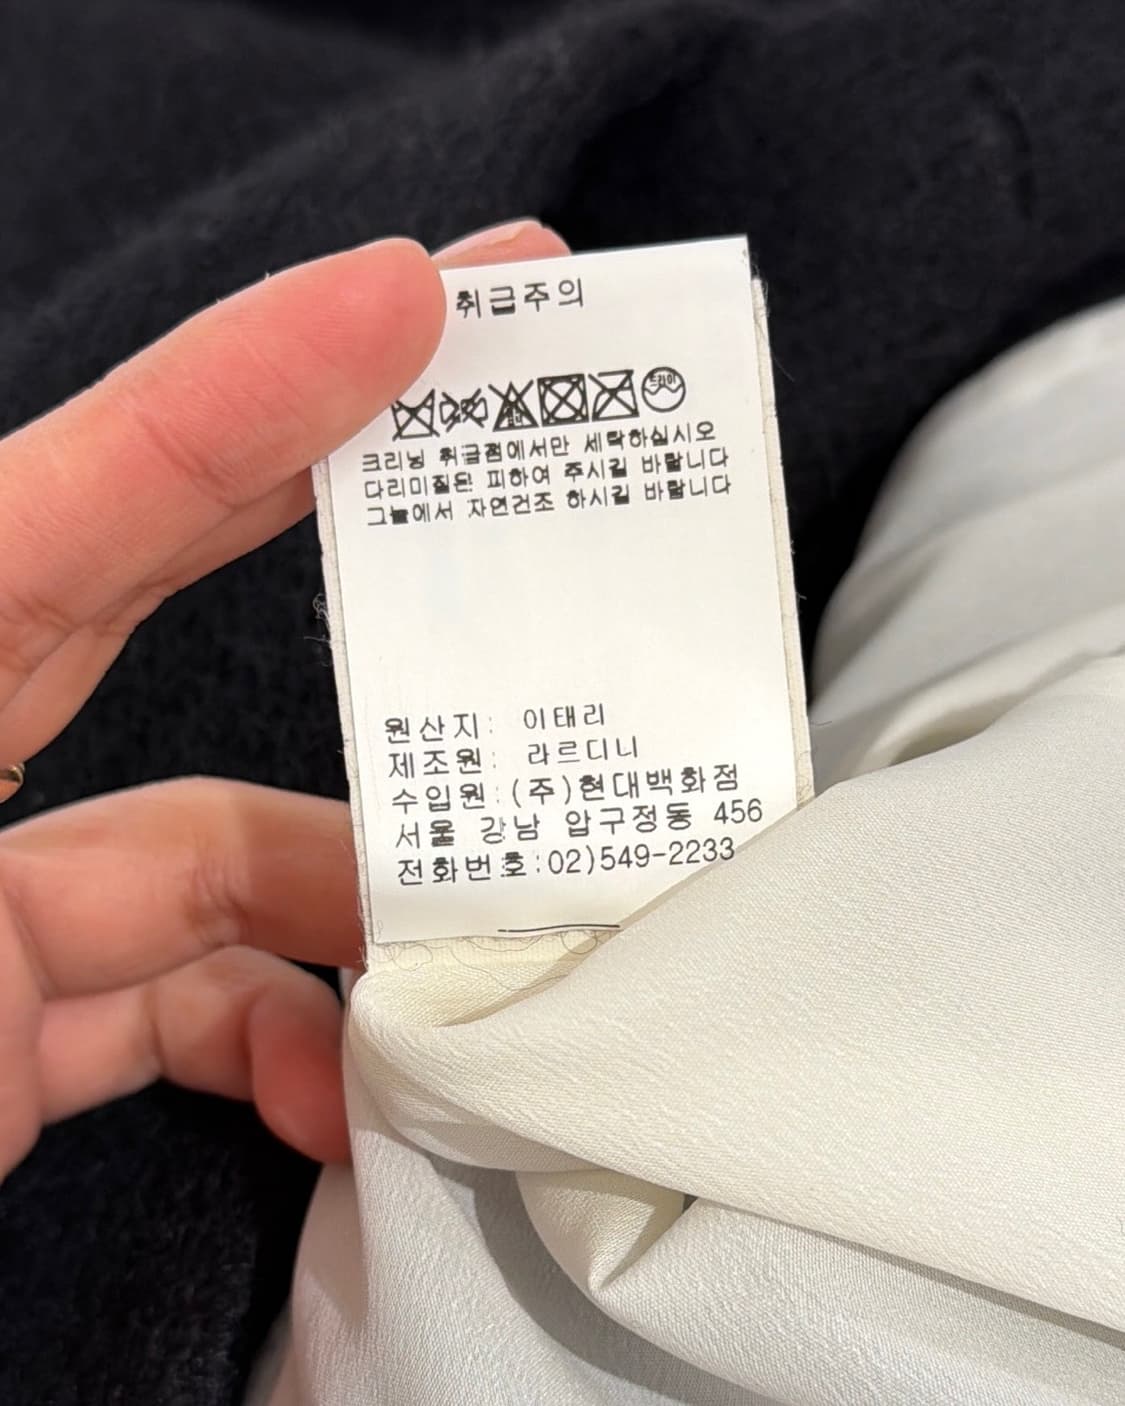 취급주의
드라이
크리닝 취급점에서만 세탁하십시오
다리미질은 피하여 주시길 바랍니다
그늘에서 자연건조 하시길 바랍니다
원산지: 이태리
제조원: 라르디니
수입원:(주)현대백화점
서울 강남 압구정동 456
전화번호:02)549-2233